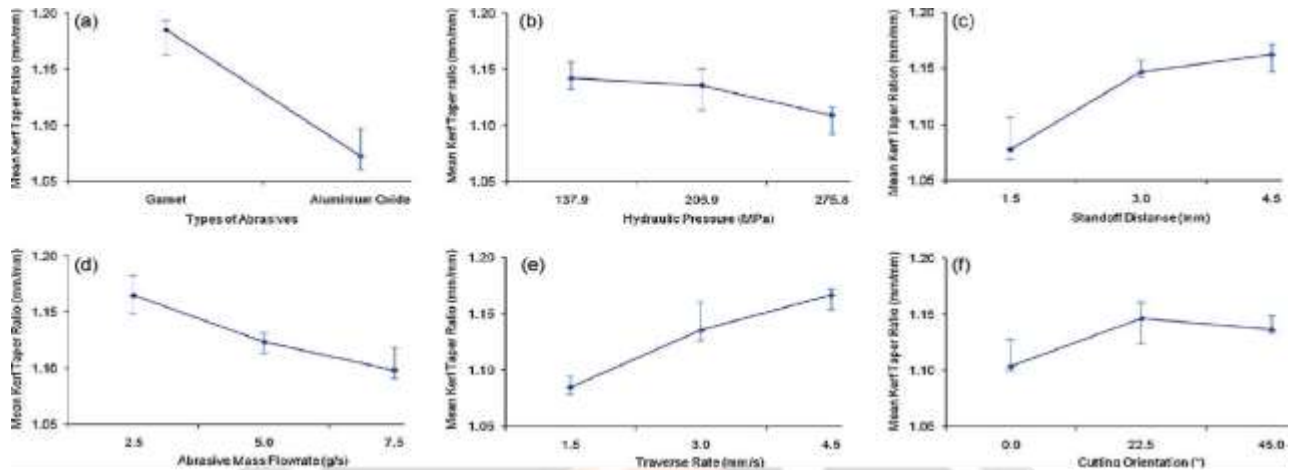 (a)
Mean Kerf Taper Ratio (mm/mm)
1.20
1.15
1.10
1.05
Garnet Aluminium Oxide
Types of Abrasives
(b)
Mean Kerf Taper ratio (mm/mm)
1.20
1.15
1.10
1.05
137.9 206.9 275.8
Hydraulic Pressure (MPa)
(c)
Mean Kerf Taper Ration (mm/mm)
1.20
1.15
1.10
1.05
1.5 3.0 4.5
Standoff Distance (mm)
(d)
Mean Kerf Taper Ratio (mm/mm)
1.20
1.15
1.10
1.05
2.5 5.0 7.5
Abrasive Mass Flowrate (g/s)
(e)
Mean Kerf Taper Ratio (mm/mm)
1.20
1.15
1.10
1.05
1.5 3.0 4.5
Traverse Rate (mm/s)
(f)
Mean Kerf Taper Ratio (mm/mm)
1.20
1.15
1.10
1.05
0.0 22.5 45.0
Cutting Orientation (°)